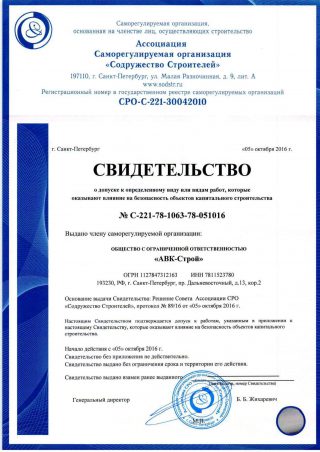 Саморегулируемая организация,
основанная на членстве лиц, осуществляющих строительство
Ассоциация
Саморегулируемая организация
«Содружество Строителей»
197110, г. Санкт-Петербург, ул. Малая Разночинная, д. 9, лит. А
www.sodstr.ru
Регистрационный номер в государственном реестре саморегулируемых организаций
СРО-С-221-30042010
г. Санкт-Петербург «05» октября 2016 г.
СВИДЕТЕЛЬСТВО
о допуске к определенному виду или видам работ, которые
оказывают влияние на безопасность объектов капитального строительства
№ С-221-78-1063-78-051016
Выдано члену саморегулируемой организации:
ОБЩЕСТВО С ОГРАНИЧЕННОЙ ОТВЕТСТВЕННОСТЬЮ
«АВК-Строй»
ОГРН 1127847312163 ИНН 7811523780
193230, РФ, г. Санкт-Петербург, пр. Дальневосточный, д.13, кор.2
Основание выдачи Свидетельства: Решение Совета Ассоциации СРО
«Содружество Строителей», протокол № 89/16 от «05» октября 2016 г.
Настоящим Свидетельством подтверждается допуск к работам, указанным в приложении к
настоящему Свидетельству, которые оказывают влияние на безопасность объектов капитального
строительства.
Начало действия с «05» октября 2016 г.
Свидетельство без приложения не действительно.
Свидетельство выдано без ограничения срока и территории его действия.
Свидетельство выдано взамен ранее выданного
(дата выдачи, номер Свидетельства)
Генеральный директор Б. Б. Жихаревич
М.П.